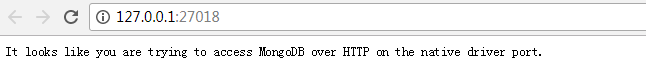 127.0.0.1:27018
It looks like you are trying to access MongoDB over HTTP on the native driver port.